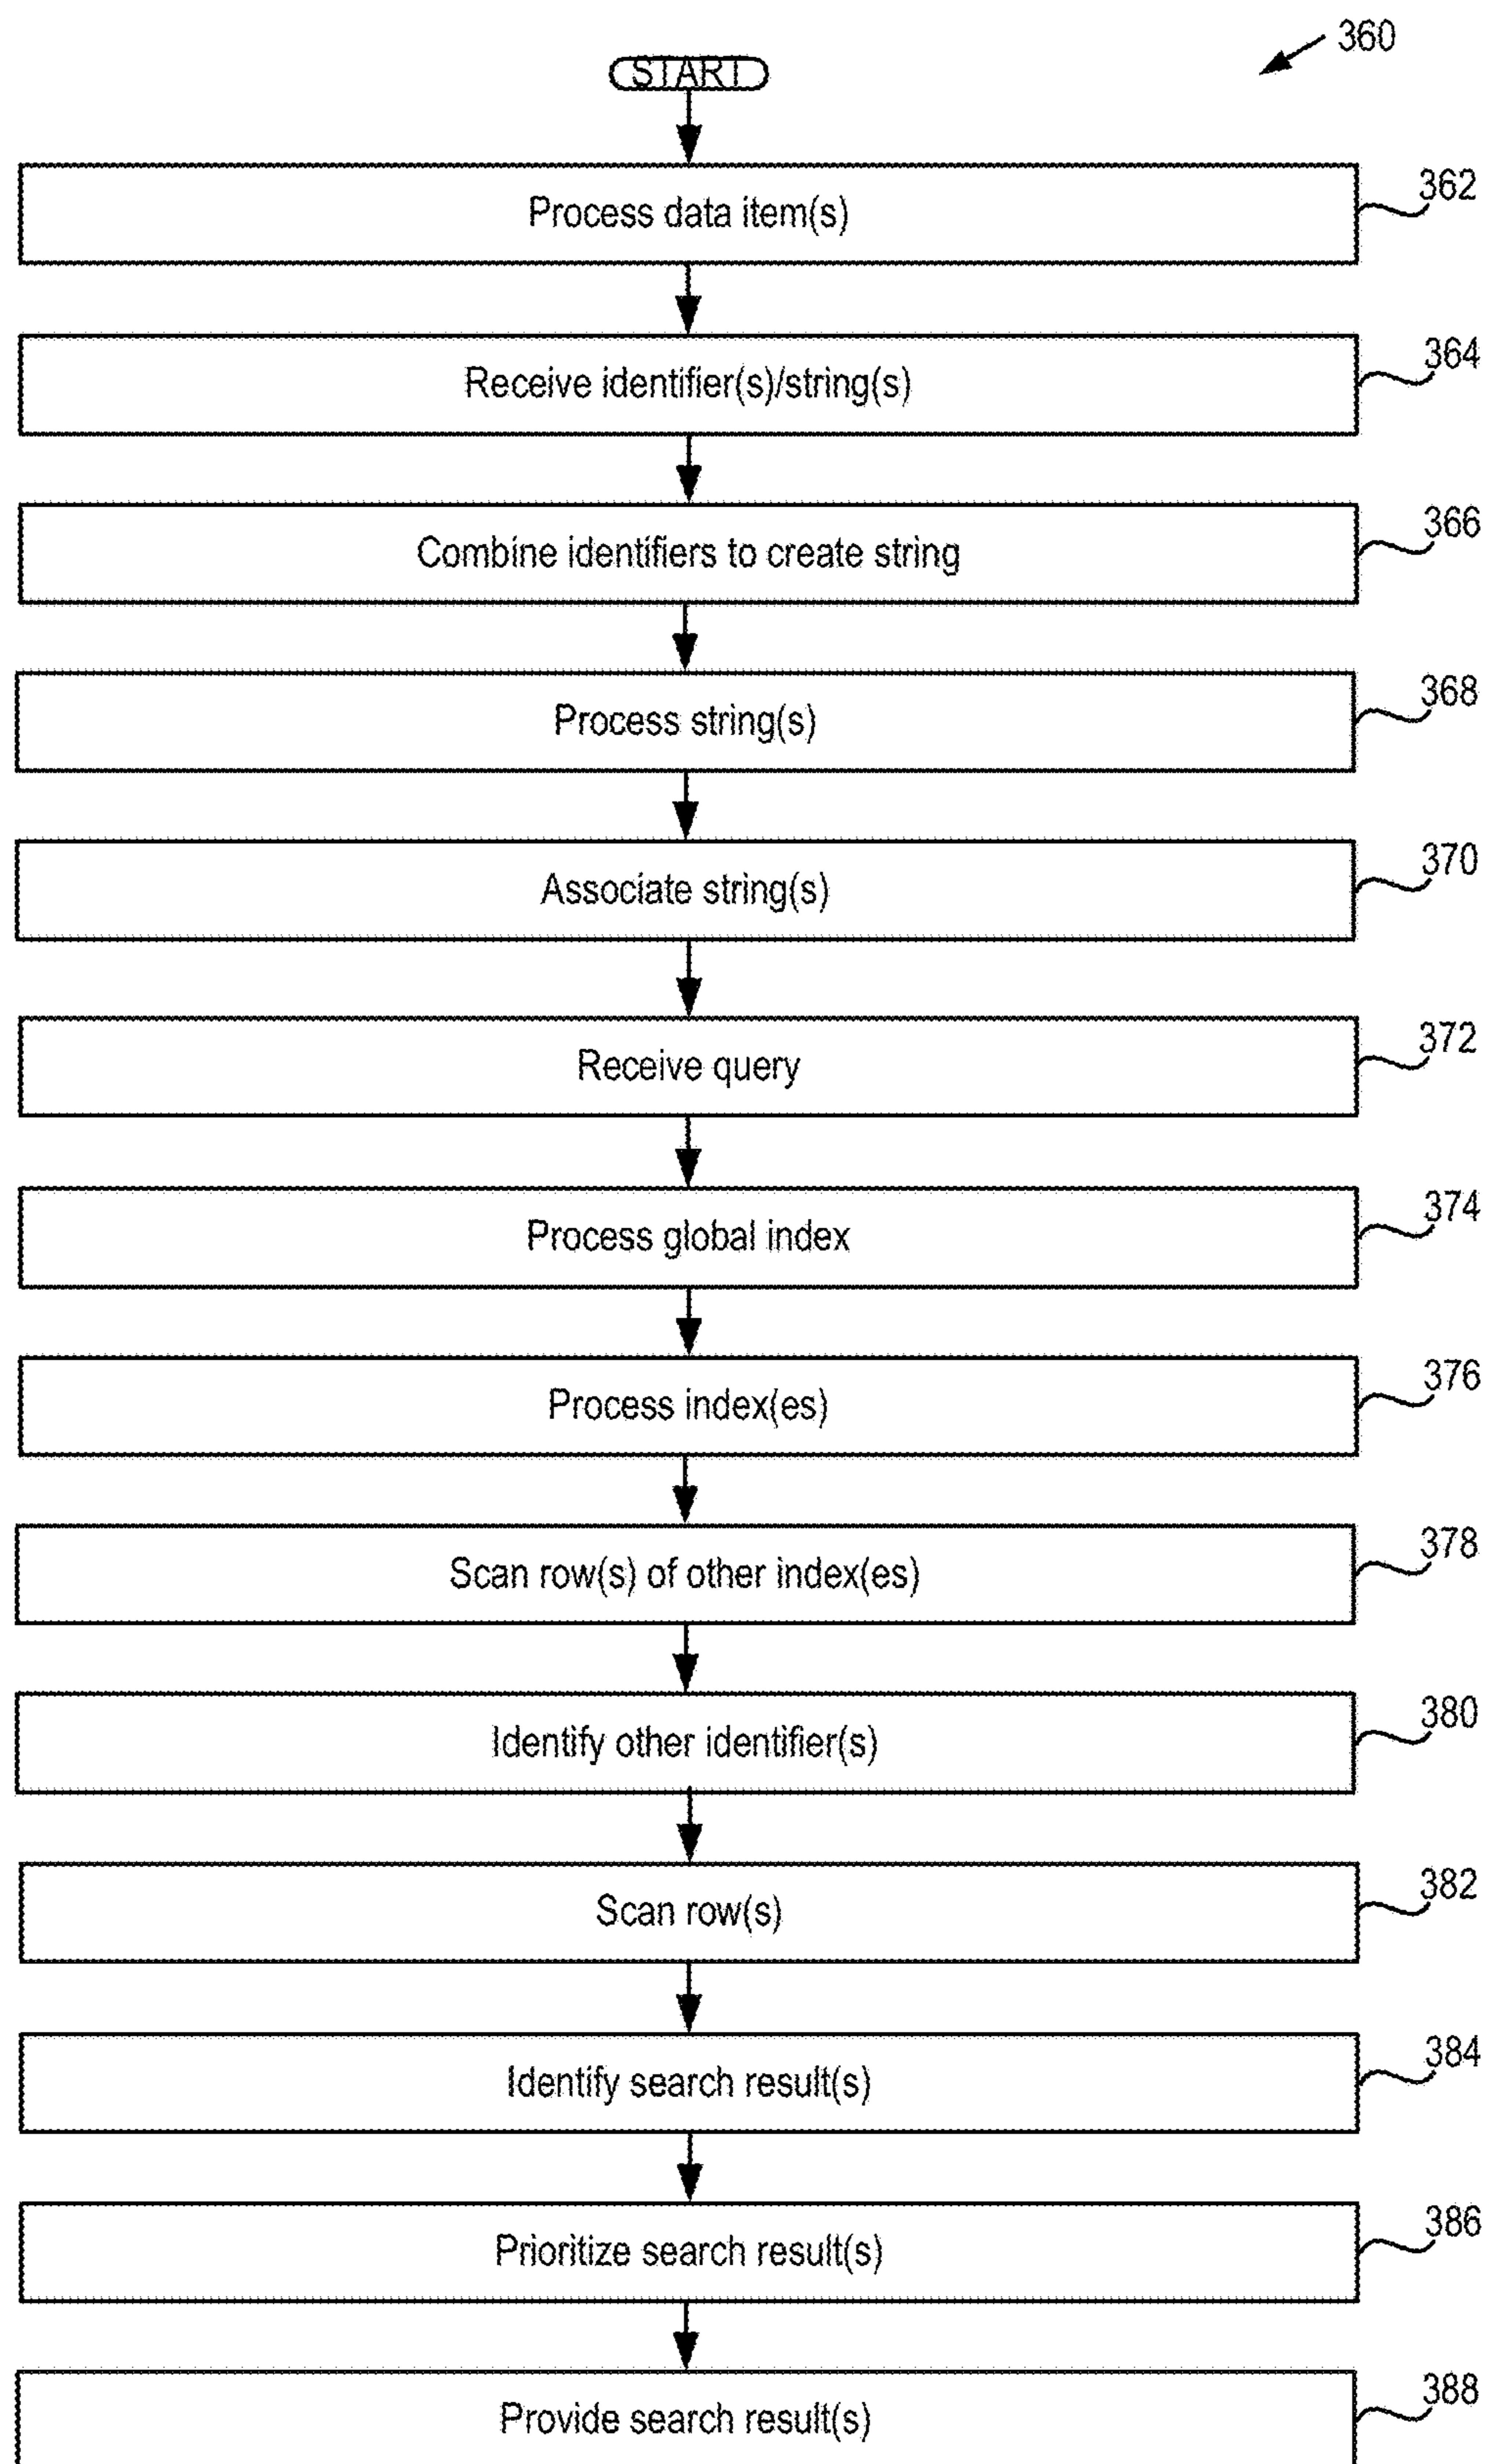 360
START
Process data item(s)
362
Receive identifier(s)/string(s)
364
Combine identifiers to create string
366
Process string(s)
368
Associate string(s)
370
Receive query
372
Process global index
374
Process index(es)
376
Scan row(s) of other index(es)
378
Identify other identifier(s)
380
Scan row(s)
382
Identify search result(s)
384
Prioritize search result(s)
386
Provide search result(s)
388